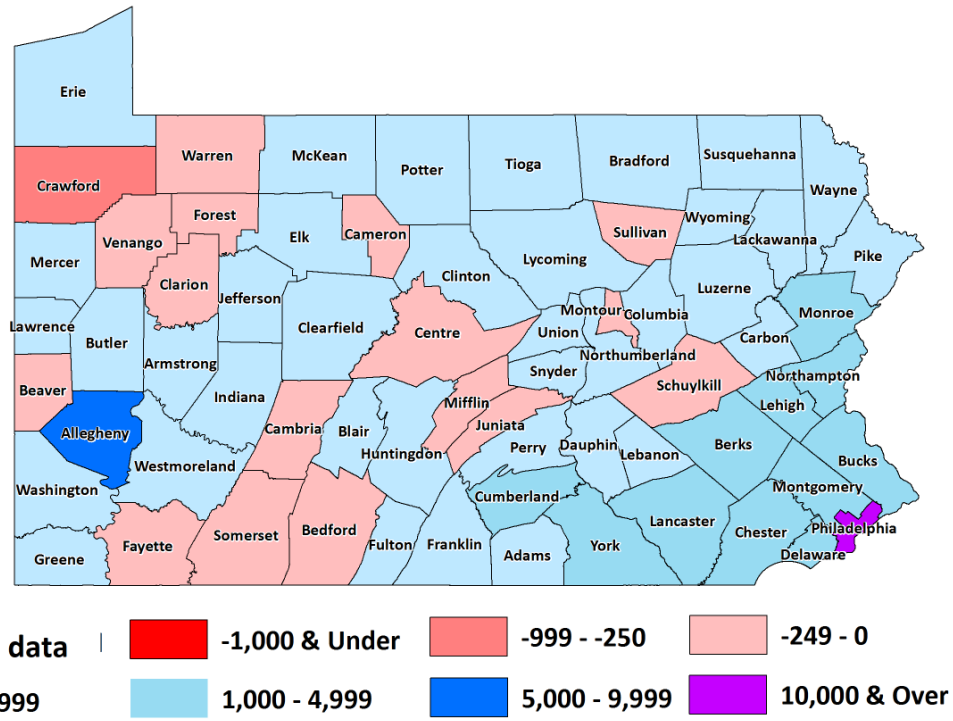 Erie
Warren
McKean
Potter
Tioga
Bradford
Susquehanna
Wayne
Crawford
Forest
Venango
Elk
Cameron
Sullivan
Wyoming
Lackawanna
Pike
Mercer
Clarion
Jefferson
Clinton
Lycoming
Luzerne
Monroe
Lawrence
Butler
Armstrong
Clearfield
Centre
Union
Montour
Columbia
Carbon
Northumberland
Snyder
Northampton
Beaver
Indiana
Mifflin
Juniata
Schuylkill
Lehigh
Allegheny
Cambria
Blair
Huntingdon
Perry
Dauphin
Lebanon
Berks
Bucks
Westmoreland
Washington
Cumberland
Montgomery
Greene
Fayette
Somerset
Bedford
Fulton
Franklin
Adams
York
Lancaster
Chester
Philadelphia
Delaware
data
-1,000 & Under
-999 - -250
-249 - 0
999
1,000 - 4,999
5,000 - 9,999
10,000 & Over